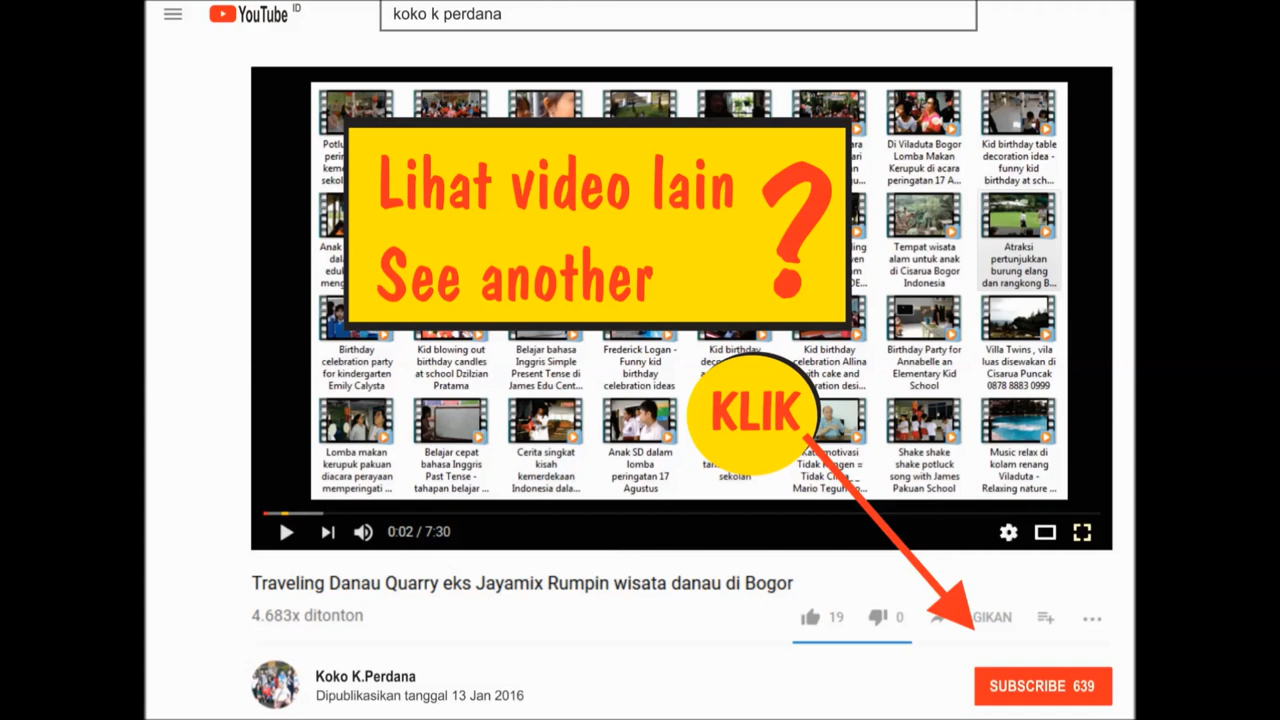 YouTube ID
koko k perdana
Di Viladuta Bogor
Lomba Makan
Kerupuk di acara
peringatan 17 A...
Kid birthday table
decoration idea -
funny kid
birthday at sch...
Lihat video lain
See another
?
Tempat wisata
alam untuk anak
di Cisarua Bogor
Indonesia
Atraksi
pertunjukkan
burung elang
dan rangkong B...
Birthday
celebration party
for kindergarten
Emily Calysta
Kid blowing out
birthday candles
at school Dzilzian
Pratama
Belajar bahasa
Inggris Simple
Present Tense di
James Edu Cent...
Frederick Logan -
Funny kid
birthday
celebration ideas
Kid birthday
Kid birthday
celebration Allina
with cake and
Birthday Party for
Annabelle an
Elementary Kid
School
Villa Twins , vila
luas disewakan di
Cisarua Puncak
0878 8883 0999
KLIK
Lomba makan
kerupuk pakuan
diacara perayaan
memperingati ...
Belajar cepat
bahasa Inggris
Past Tense -
tahapan belajar ...
Cerita singkat
kisah
kemerdekaan
Indonesia dala...
Anak SD dalam
lomba
peringatan 17
Agustus
sekolah
motivasi
Tidak
Tidak
Mario Teguh
Shake shake
shake potluck
song with James
Pakuan School
Music relax di
kolam renang
Viladuta -
Relaxing nature ...
0:02 / 7:30
Traveling Danau Quarry eks Jayamix Rumpin wisata danau di Bogor
4.683x ditonton
19
0
GIKAN
Koko K.Perdana
Dipublikasikan tanggal 13 Jan 2016
SUBSCRIBE 639